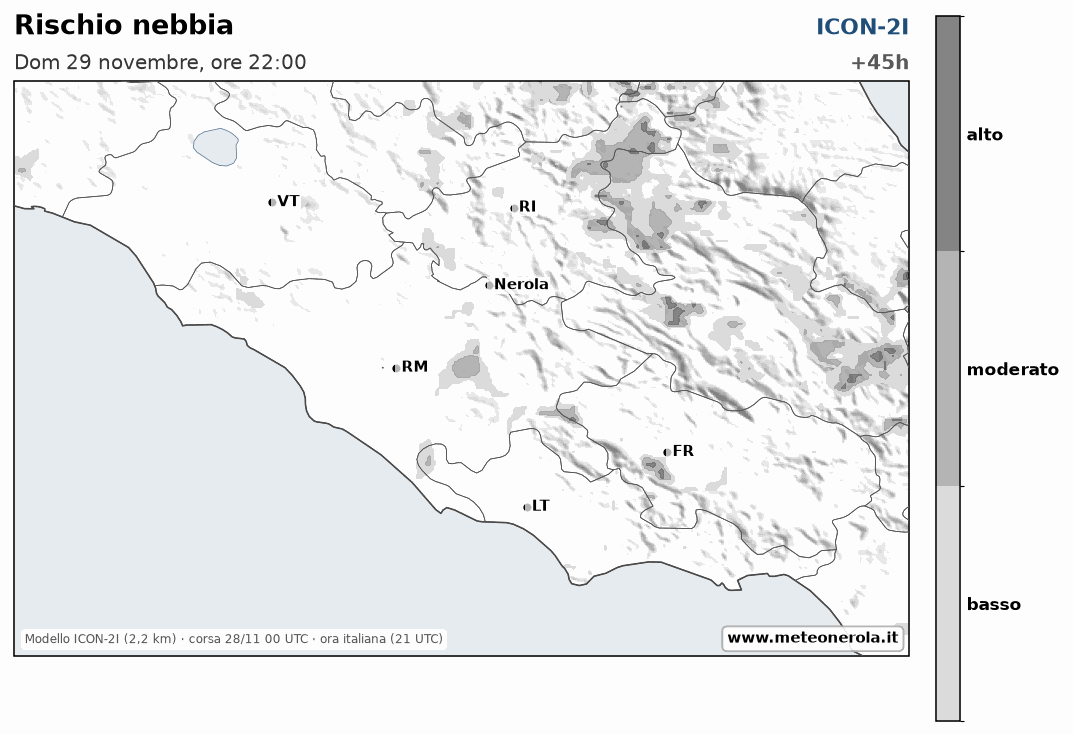 Rischio nebbia
ICON-2I
Dom 29 novembre, ore 22:00
+45h
alto
VT
RI
Nerola
RM
moderato
FR
LT
basso
Modello ICON-2I (2,2 km) · corsa 28/11 00 UTC · ora italiana (21 UTC)
www.meteonerola.it